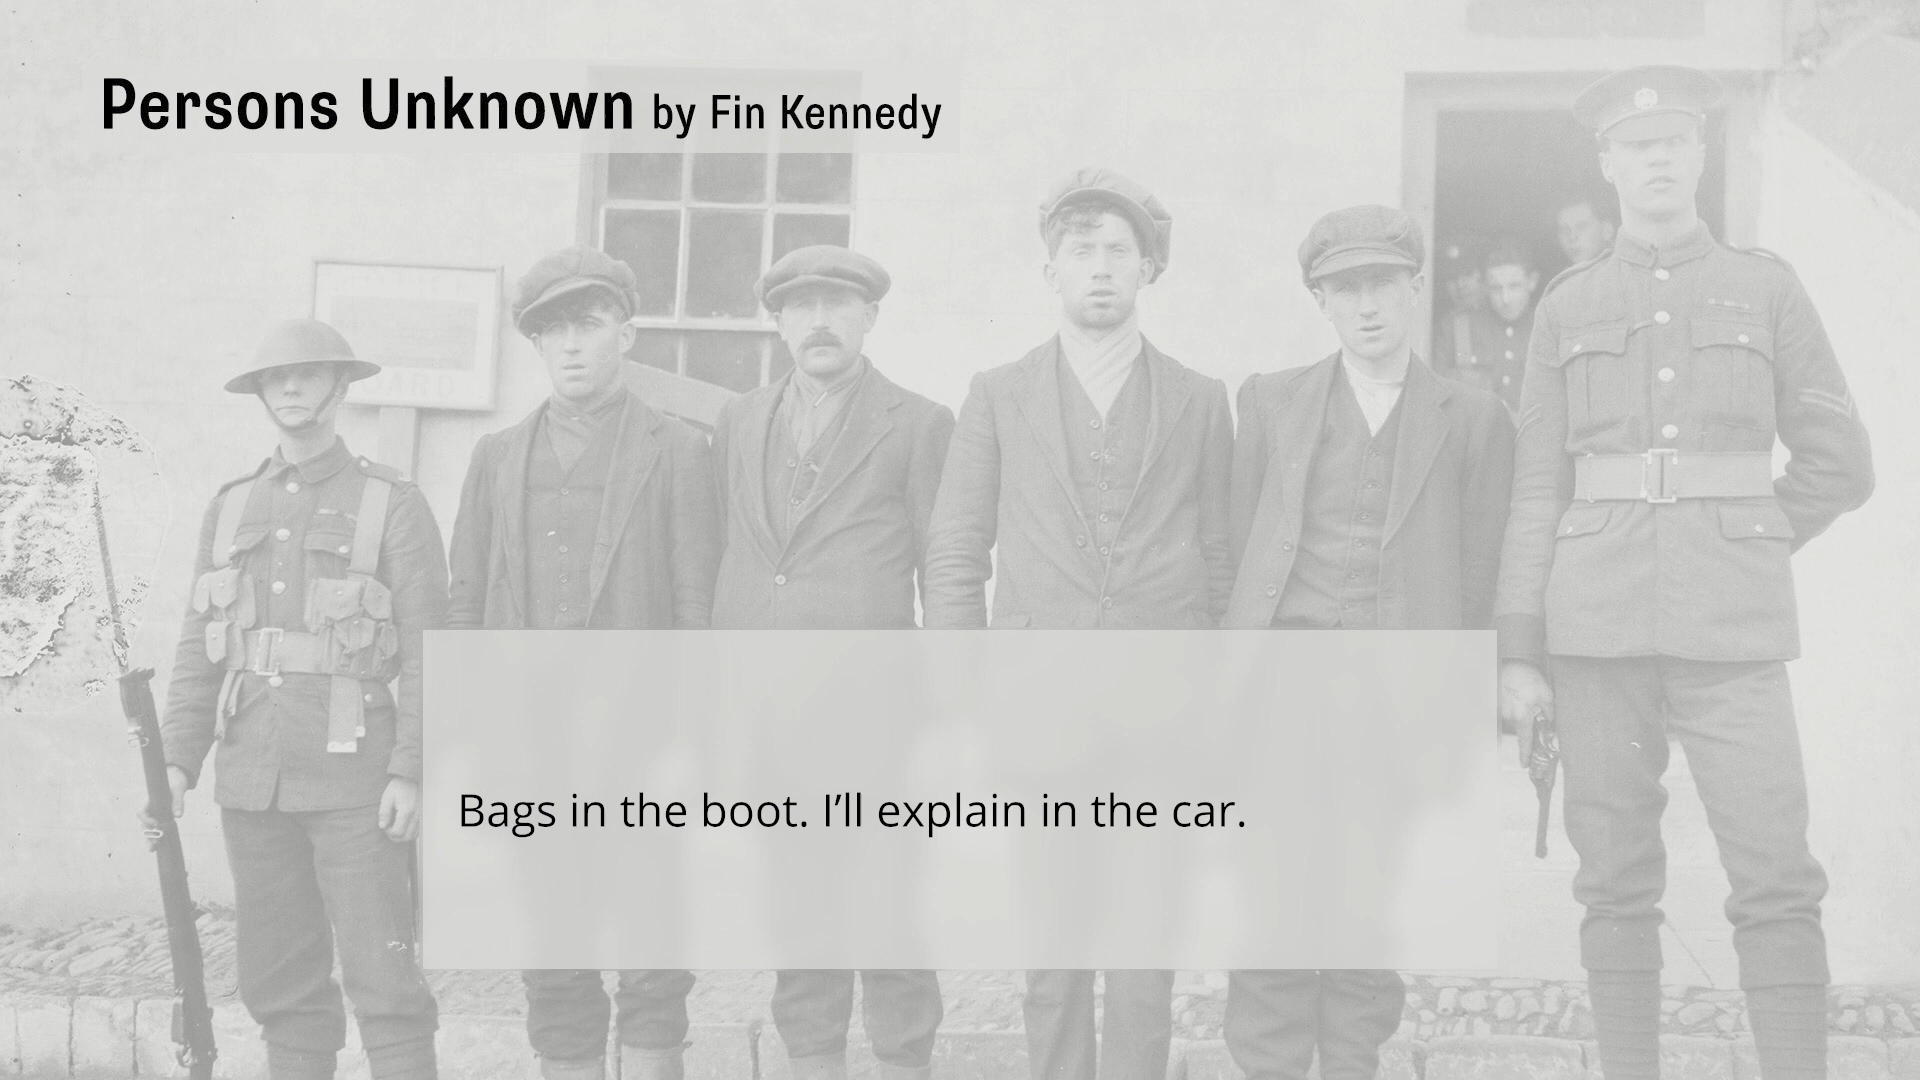 Persons Unknown by Fin Kennedy
Bags in the boot. I’ll explain in the car.